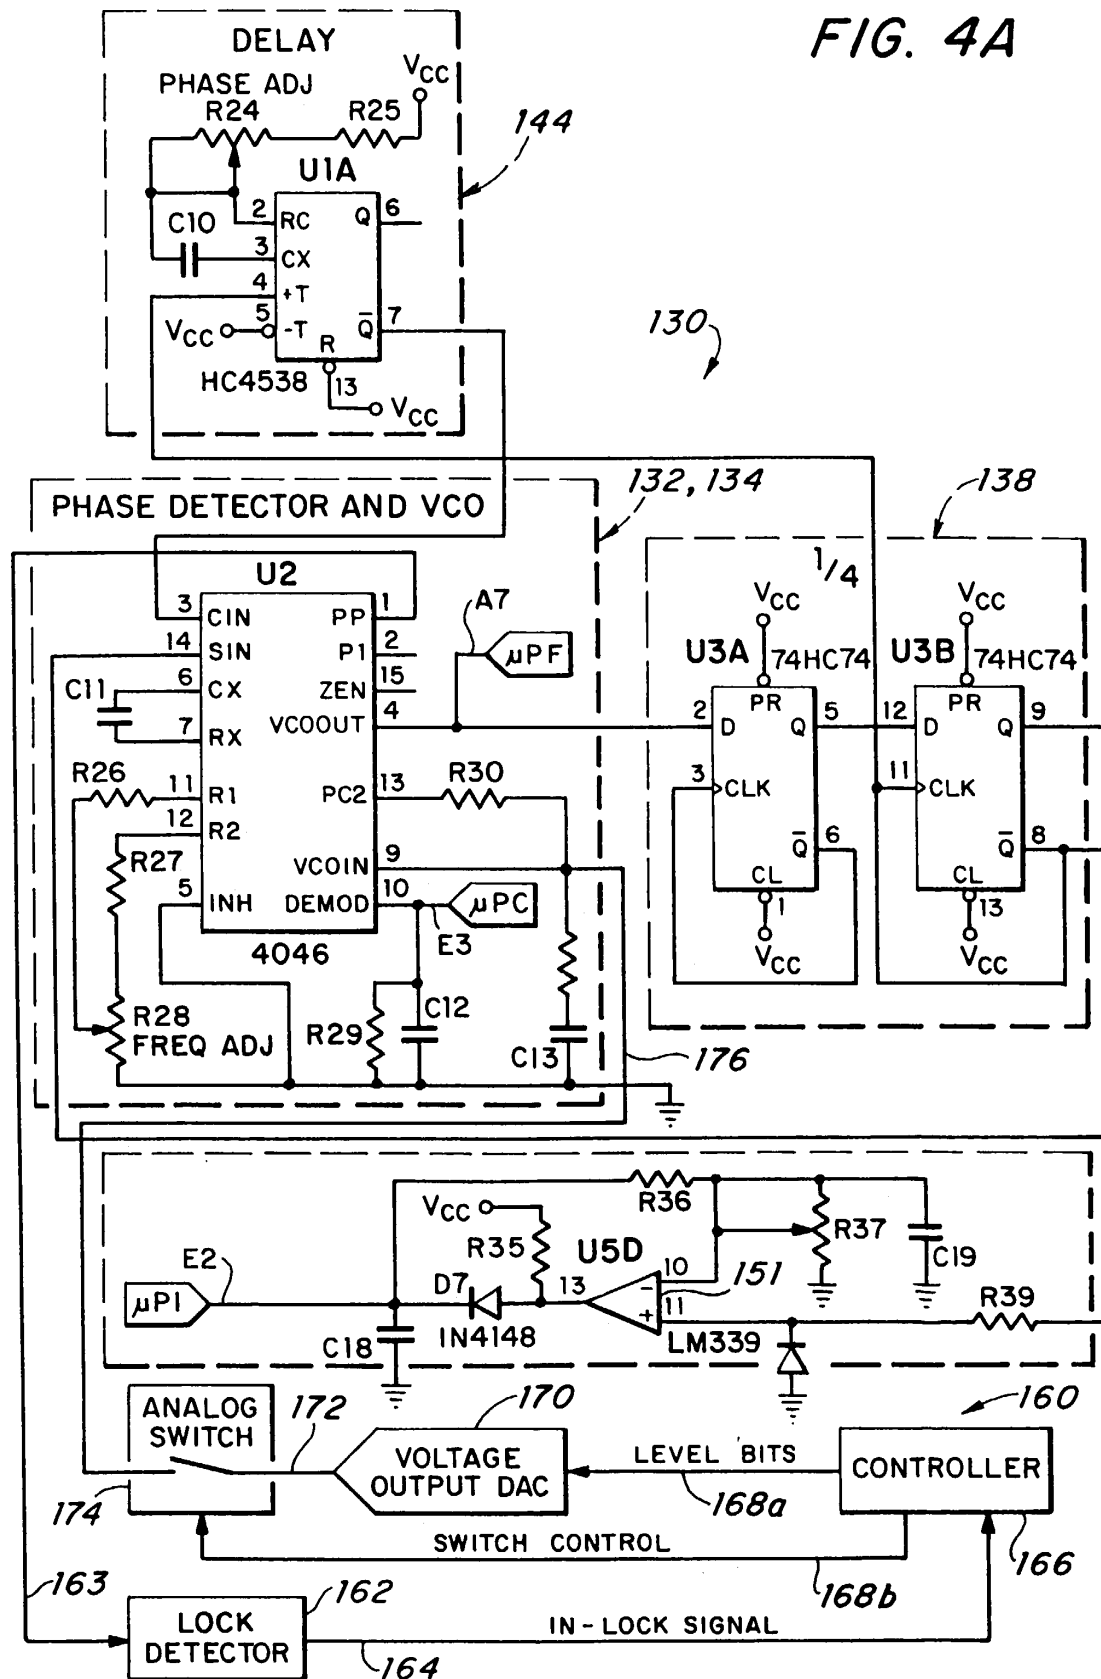 FIG. 4A
DELAY
PHASE ADJ
R24
R25
VCC
144
U1A
C10
2
RC
Q
6
3
CX
4
+T
5
-T
Q̅
7
VCC
R
HC4538
13
VCC
130
132, 134
138
PHASE DETECTOR AND VCO
1/4
U2
3
CIN
PP
1
14
SIN
P1
2
6
CX
ZEN
15
7
RX
VCOOUT
4
C11
A7
µPF
R26
11
R1
PC2
13
R30
12
R2
R27
VCOIN
9
5
INH
DEMOD
10
µPC
E3
4046
R28
FREQ ADJ
R29
C12
C13
176
VCC
VCC
U3A
74HC74
U3B
74HC74
PR
PR
2
D
Q
5
12
D
Q
9
3
CLK
11
CLK
Q̅
6
Q̅
8
CL
CL
1
13
VCC
VCC
R36
VCC
R35
U5D
R37
C19
E2
D7
13
10
-
151
µPI
11
+
R39
C18
IN4148
LM339
ANALOG
SWITCH
172
170
160
VOLTAGE
OUTPUT DAC
LEVEL BITS
CONTROLLER
174
168a
SWITCH CONTROL
166
163
162
168b
LOCK
DETECTOR
IN-LOCK SIGNAL
164